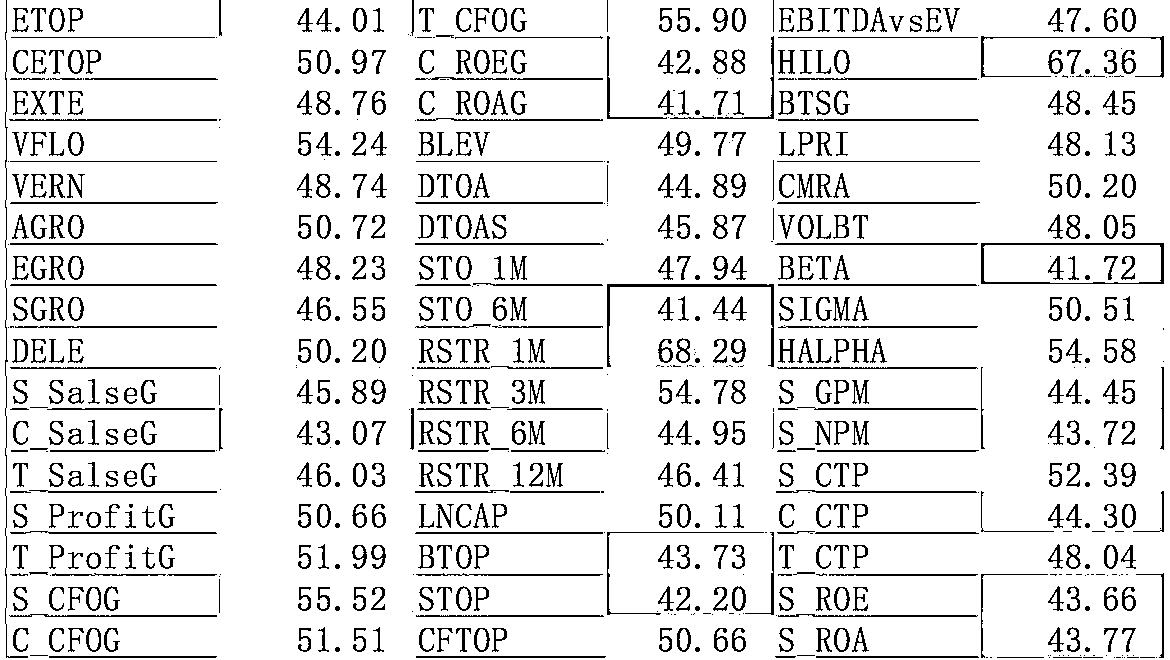 ETOP 44.01 T_CFOG 55.90 EBITDAvsEV 47.60
CETOP 50.97 C_ROEG 42.88 HILO 67.36
EXTE 48.76 C_ROAG 41.71 BTSG 48.45
VFLO 54.24 BLEV 49.77 LPRI 48.13
VERN 48.74 DTOA 44.89 CMRA 50.20
AGRO 50.72 DTOAS 45.87 VOLBT 48.05
EGRO 48.23 STO_1M 47.94 BETA 41.72
SGRO 46.55 STO_6M 41.44 SIGMA 50.51
DELE 50.20 RSTR_1M 68.29 HALPHA 54.58
S_SalseG 45.89 RSTR_3M 54.78 S_GPM 44.45
C_SalseG 43.07 RSTR_6M 44.95 S_NPM 43.72
T_SalseG 46.03 RSTR_12M 46.41 S_CTP 52.39
S_ProfitG 50.66 LNCAP 50.11 C_CTP 44.30
T_ProfitG 51.99 BTOP 43.73 T_CTP 48.04
S_CFOG 55.52 STOP 42.20 S_ROE 43.66
C_CFOG 51.51 CFTOP 50.66 S_ROA 43.77